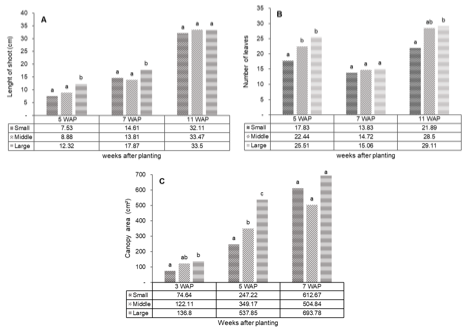 A
Lenght of shoot (cm)
40
35
30
25
20
15
10
5
-
a a b
a a b
a a a
5 WAP 7 WAP 11 WAP
Small 7.53 14.61 32.11
Middle 8.88 13.81 33.47
Large 12.32 17.87 33.5
weeks after planting
B
Number of leaves
30
25
20
15
10
5
-
a b b
a a a
a ab b
5 WAP 7 WAP 11 WAP
Small 17.83 13.83 21.89
Middle 22.44 14.72 28.5
Large 25.51 15.06 29.11
weeks after planting
C
Canopy area (cm²)
700
600
500
400
300
200
100
-
a ab b
a b c
a a a
3 WAP 5 WAP 7 WAP
Small 74.64 247.22 612.67
Middle 122.11 349.17 504.84
Large 136.8 537.85 693.78
Weeks after planting